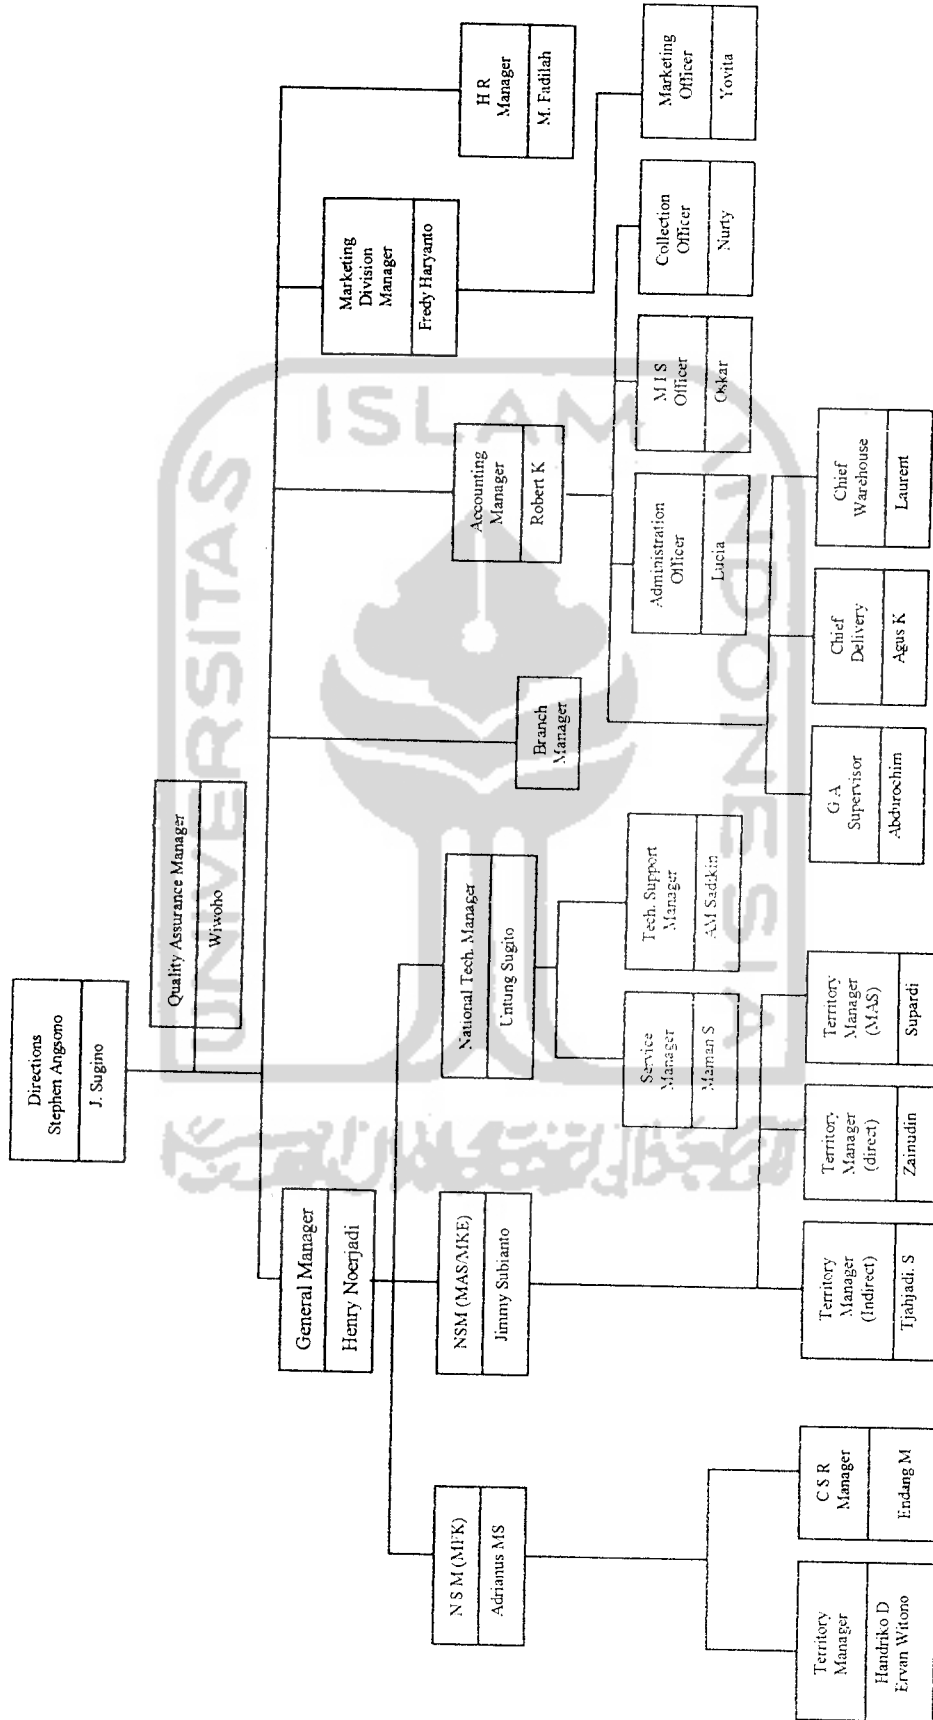 Directions
Stephen Angsono
J. Sugino
Quality Assurance Manager
Wiwoho
General Manager
Henry Noerjadi
Marketing
Division
Manager
Fredy Haryanto
H R
Manager
M. Fadilah
N S M (MFK)
Adrianus MS
NSM (MAS/MKE)
Jimmy Subianto
National Tech. Manager
Untung Sugito
Branch
Manager
Accounting
Manager
Robert K
Service
Manager
Maman S
Tech. Support
Manager
AM Sadikin
Administration
Officer
Lucia
M I S
Officer
Oskar
Collection
Officer
Nurty
Marketing
Officer
Yovita
Territory
Manager
Handriko D
Ervan Witono
C S R
Manager
Endang M
Territory
Manager
(Indirect)
Tjahjadi. S
Territory
Manager
(direct)
Zainudin
Territory
Manager
(MAS)
Supardi
G A
Supervisor
Abdurochim
Chief
Delivery
Agus K
Chief
Warehouse
Laurent
UNIVERSITAS
ISLAM
INDONESIA